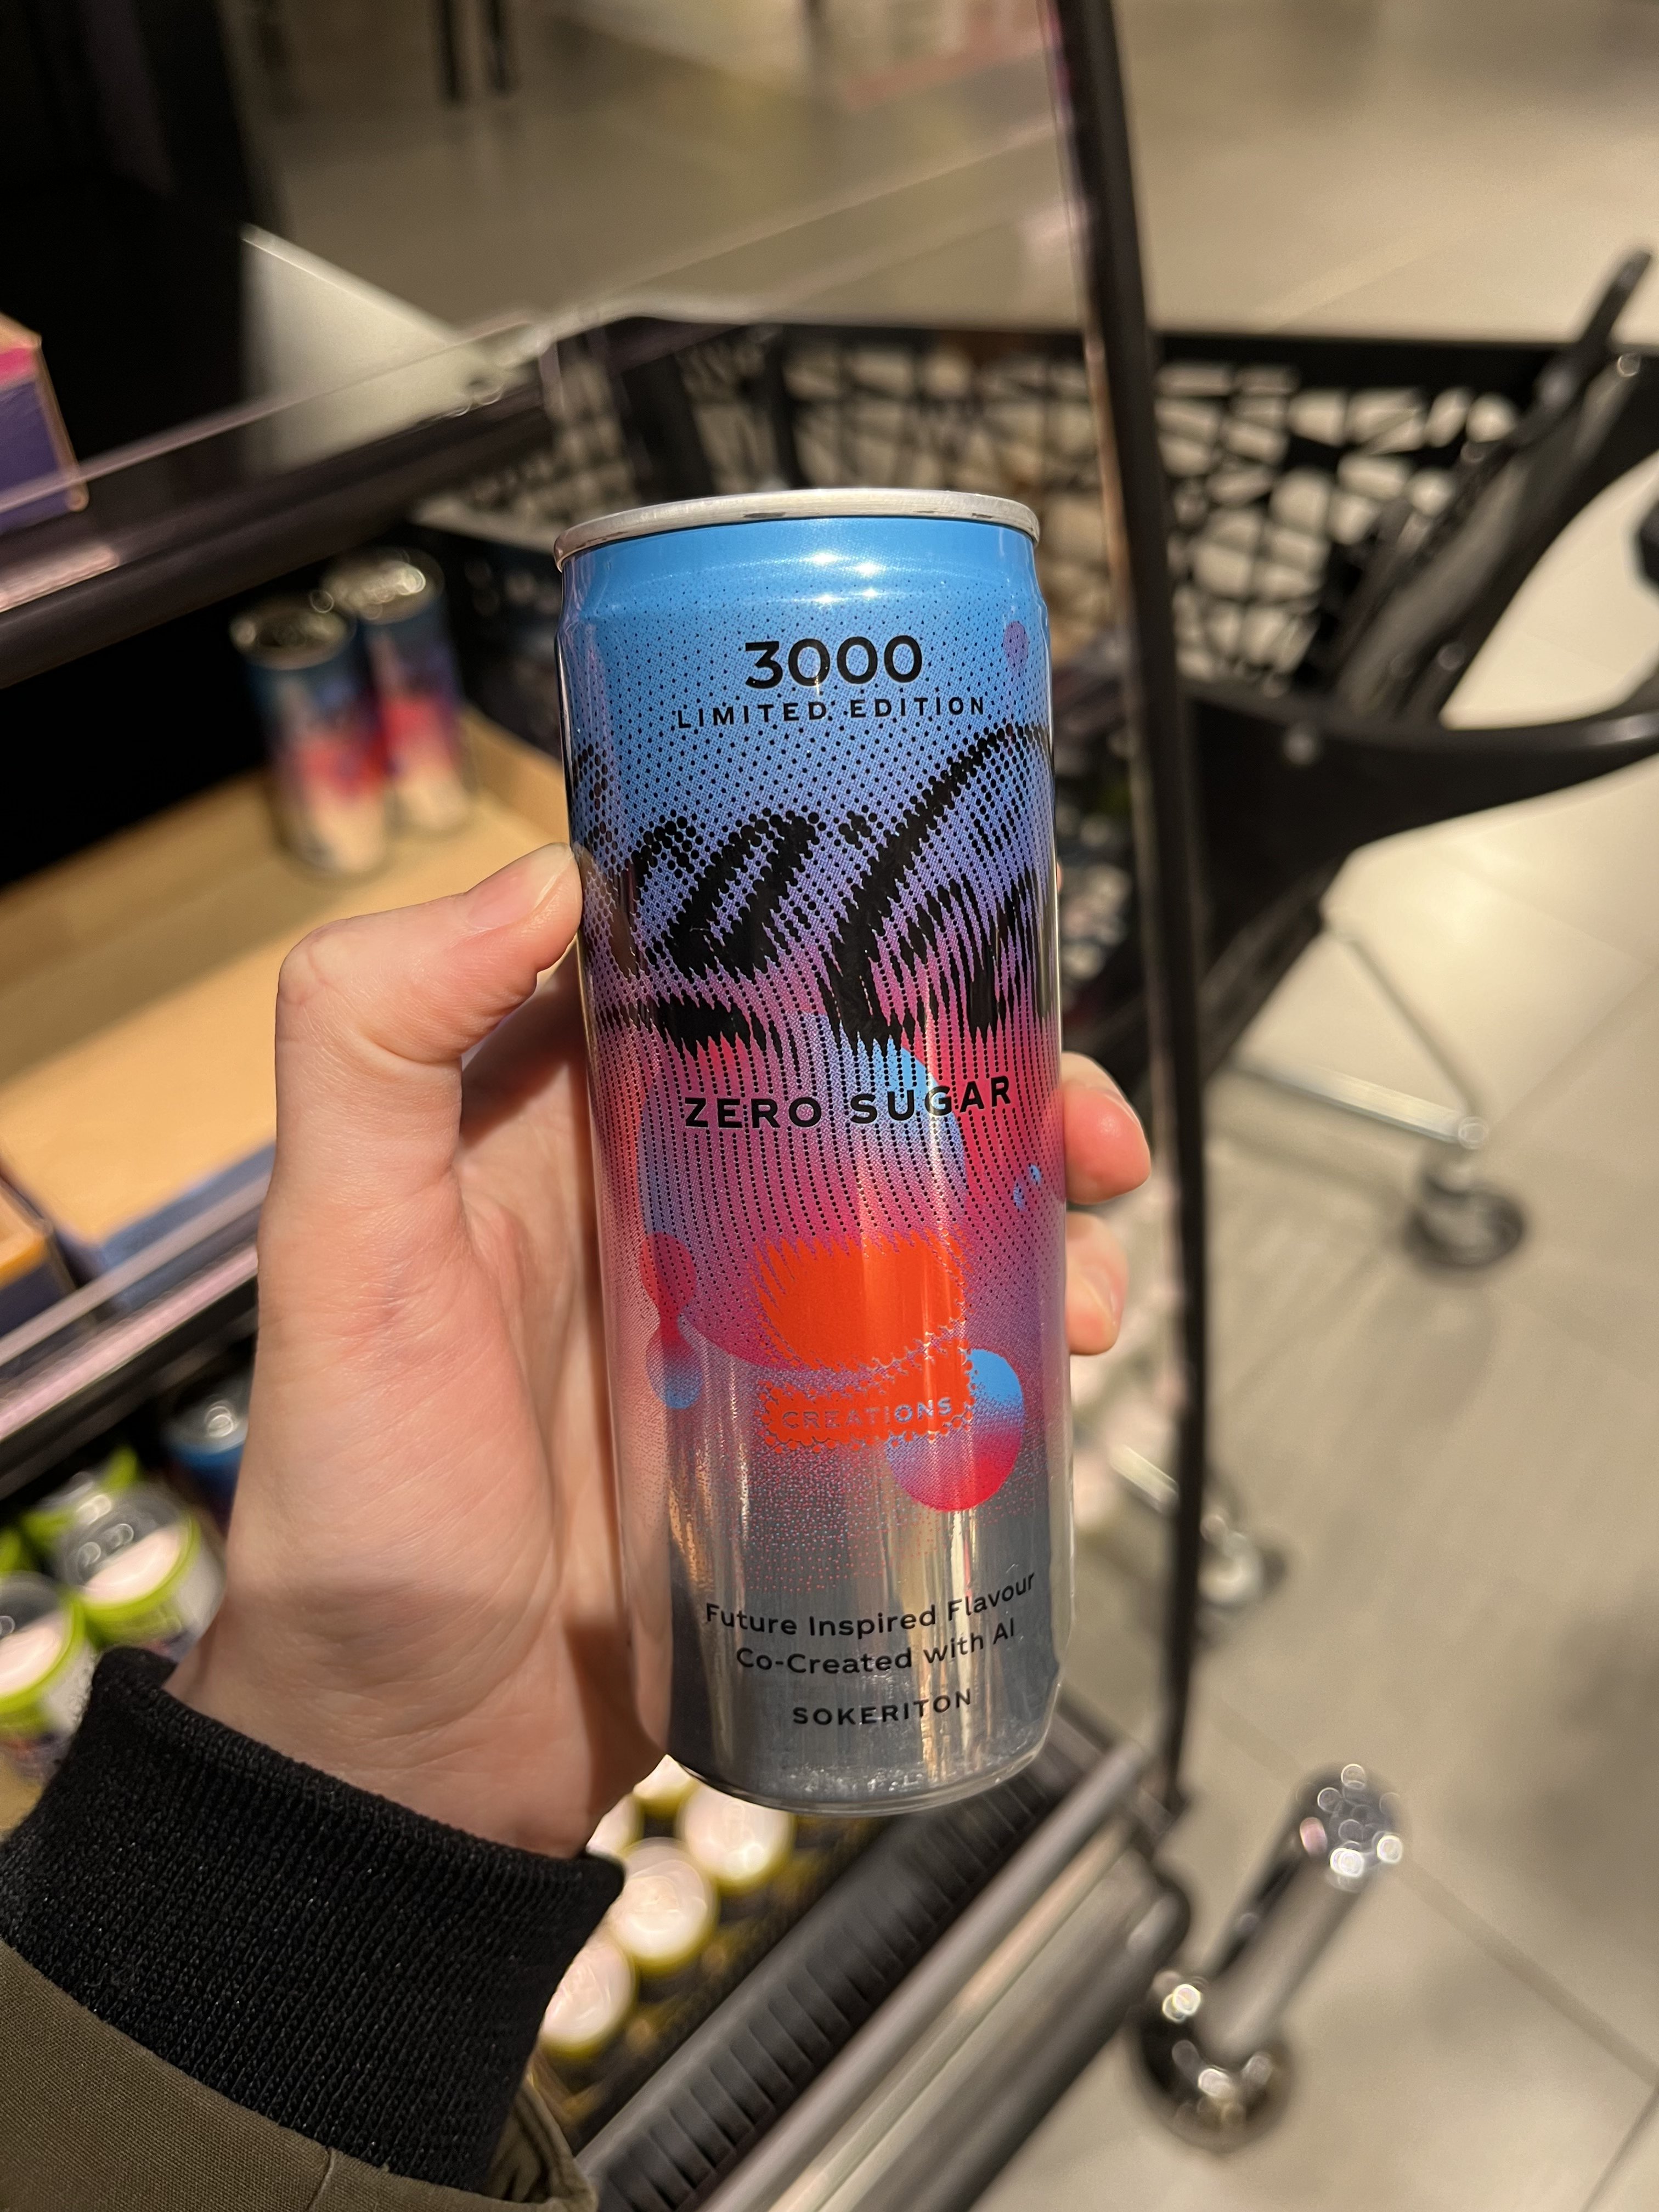 3000
LIMITED EDITION
ZERO SUGAR
CREATIONS
Future Inspired Flavour
Co-Created with AI
SOKERITON